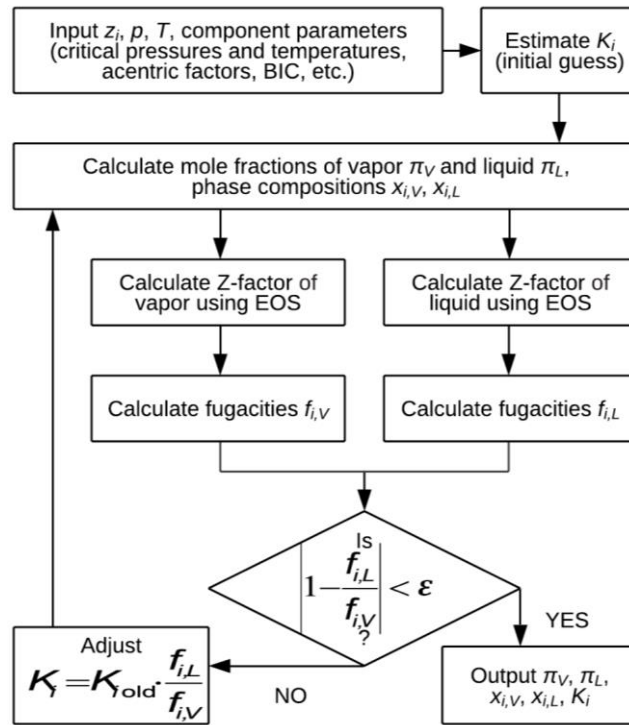 Input zi, p, T, component parameters
(critical pressures and temperatures,
acentric factors, BIC, etc.)
Estimate Ki
(initial guess)
Calculate mole fractions of vapor πV and liquid πL,
phase compositions xi,V, xi,L
Calculate Z-factor of
vapor using EOS
Calculate Z-factor of
liquid using EOS
Calculate fugacities fi,V
Calculate fugacities fi,L
Is
|1 − fi,L / fi,V| < ε
?
YES
NO
Adjust
Ki = Ki old · fi,L / fi,V
Output πV, πL,
xi,V, xi,L, Ki